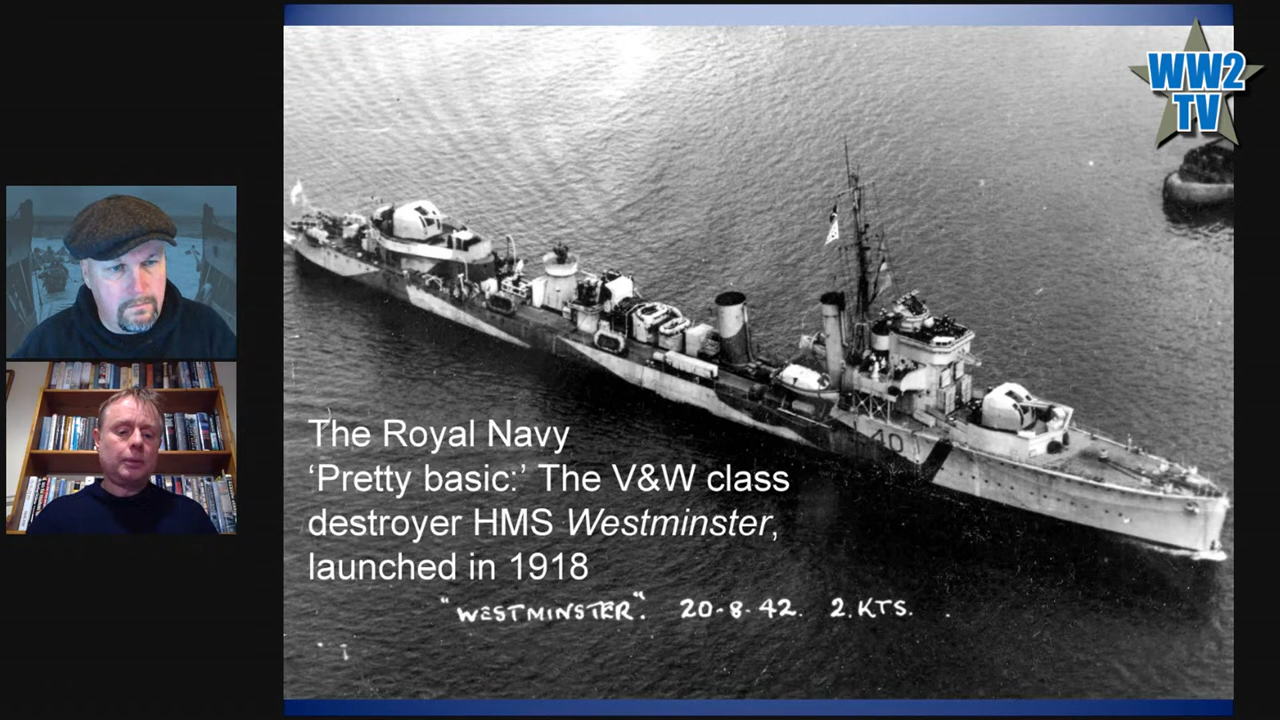 WW2
TV
The Royal Navy
‘Pretty basic:’ The V&W class
destroyer HMS Westminster,
launched in 1918
"WESTMINSTER". 20-8-42. 2.KTS.